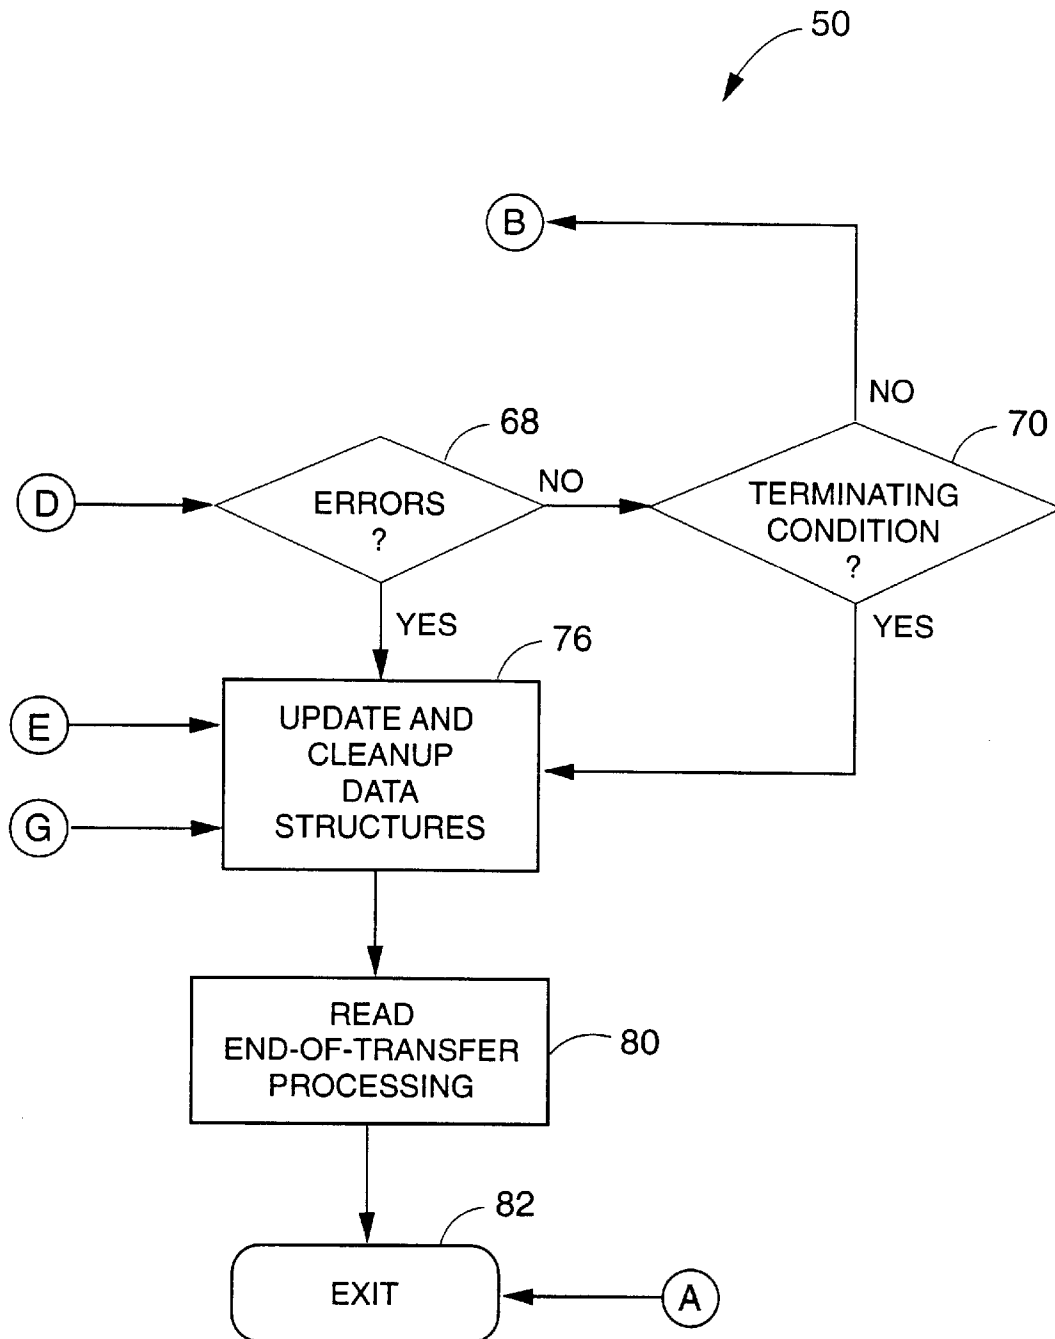 50
B
NO
70
68
D
ERRORS
?
NO
TERMINATING
CONDITION
?
YES
YES
76
E
UPDATE AND
CLEANUP
DATA
STRUCTURES
G
READ
END-OF-TRANSFER
PROCESSING
80
82
EXIT
A